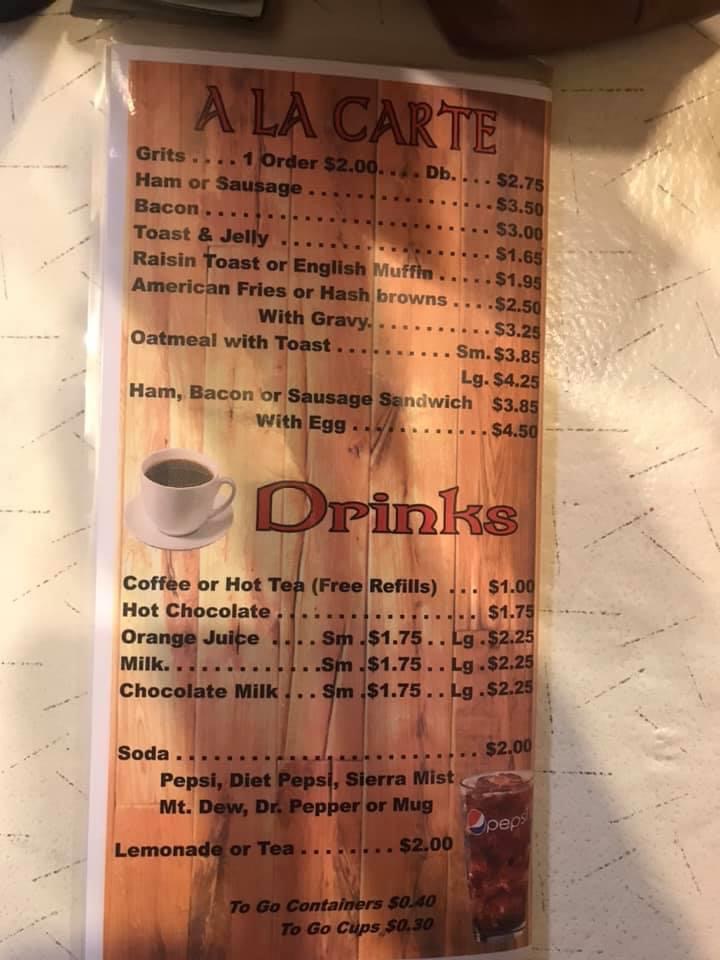 A LA CARTE
Grits .... 1 Order $2.00.... Db. ... $2.75
Ham or Sausage ................ $3.50
Bacon ........................ $3.00
Toast & Jelly .................. $1.65
Raisin Toast or English Muffin ..... $1.95
American Fries or Hash browns .... $2.50
With Gravy............ $3.25
Oatmeal with Toast .......... Sm. $3.85
Lg. $4.25
Ham, Bacon or Sausage Sandwich $3.85
With Egg ............ $4.50
Drinks
Coffee or Hot Tea (Free Refills) ... $1.00
Hot Chocolate ................. $1.75
Orange Juice .... Sm .$1.75 .. Lg .$2.25
Milk.............Sm .$1.75 .. Lg .$2.25
Chocolate Milk ... Sm .$1.75 .. Lg .$2.25
Soda ......................... $2.00
Pepsi, Diet Pepsi, Sierra Mist
Mt. Dew, Dr. Pepper or Mug
pepsi
Lemonade or Tea ........ $2.00
To Go Containers $0.40
To Go Cups $0.30